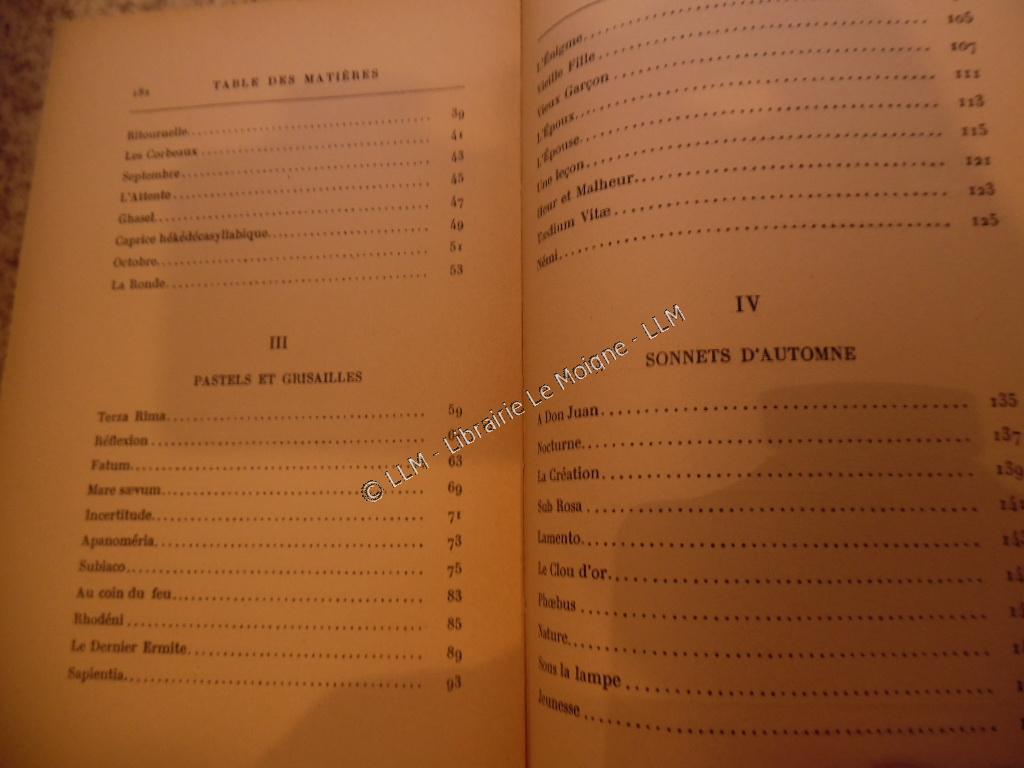 182 TABLE DES MATIÈRES
Ritournelle 39
Les Corbeaux 41
Septembre 43
L'Attente 45
Ghasel 47
Caprice hékédécasyllabique 49
Octobre 51
La Ronde 53
III
PASTELS ET GRISAILLES
Terza Rima 59
Réflexion
Fatum 63
Mare sævum 69
Incertitude 71
Apanoméria 73
Subiaco 75
Au coin du feu 83
Rhodéni 85
Le Dernier Ermite 89
Sapientia 93
L'Énigme 105
Vieille Fille 107
Vieux Garçon 111
L'Époux 113
L'Épouse 115
Une leçon 121
Heur et Malheur 123
Tædium Vitæ 125
Némi
IV
SONNETS D'AUTOMNE
A Don Juan 135
Nocturne 137
La Création 139
Sub Rosa
Lamento
Le Clou d'or
Phœbus
Nature
Sous la lampe
Jeunesse
© LLM - Librairie Le Moigne - LLM